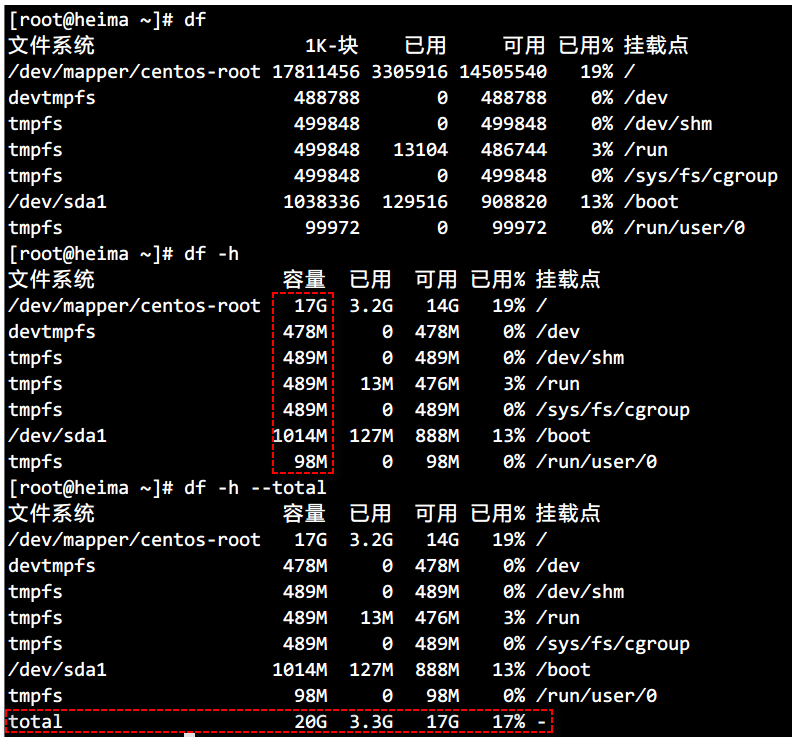 [root@heima ~]# df
文件系统 1K-块 已用 可用 已用% 挂载点
/dev/mapper/centos-root 17811456 3305916 14505540 19% /
devtmpfs 488788 0 488788 0% /dev
tmpfs 499848 0 499848 0% /dev/shm
tmpfs 499848 13104 486744 3% /run
tmpfs 499848 0 499848 0% /sys/fs/cgroup
/dev/sda1 1038336 129516 908820 13% /boot
tmpfs 99972 0 99972 0% /run/user/0
[root@heima ~]# df -h
文件系统 容量 已用 可用 已用% 挂载点
/dev/mapper/centos-root 17G 3.2G 14G 19% /
devtmpfs 478M 0 478M 0% /dev
tmpfs 489M 0 489M 0% /dev/shm
tmpfs 489M 13M 476M 3% /run
tmpfs 489M 0 489M 0% /sys/fs/cgroup
/dev/sda1 1014M 127M 888M 13% /boot
tmpfs 98M 0 98M 0% /run/user/0
[root@heima ~]# df -h --total
文件系统 容量 已用 可用 已用% 挂载点
/dev/mapper/centos-root 17G 3.2G 14G 19% /
devtmpfs 478M 0 478M 0% /dev
tmpfs 489M 0 489M 0% /dev/shm
tmpfs 489M 13M 476M 3% /run
tmpfs 489M 0 489M 0% /sys/fs/cgroup
/dev/sda1 1014M 127M 888M 13% /boot
tmpfs 98M 0 98M 0% /run/user/0
total 20G 3.3G 17G 17% -